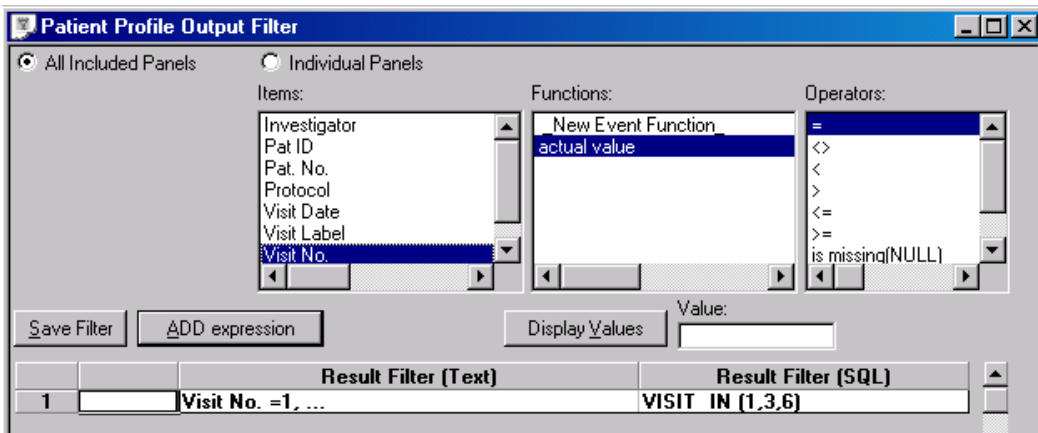 Patient Profile Output Filter
All Included Panels
Individual Panels
Items:
Functions:
Operators:
Investigator
Pat ID
Pat. No.
Protocol
Visit Date
Visit Label
Visit No.
_New Event Function_
actual value
=
<>
<
>
<=
>=
is missing(NULL)
Save Filter
ADD expression
Display Values
Value:
Result Filter (Text)
Result Filter (SQL)
1
Visit No. =1, ...
VISIT IN (1,3,6)